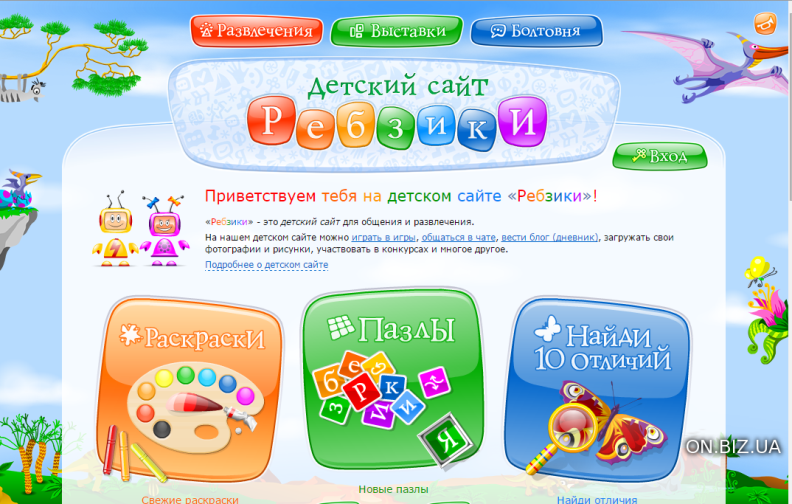 Развлечения
Выставки
Болтовня
Детский сайт
Ребзики
Вход
Приветствуем тебя на детском сайте «Ребзики»!
«Ребзики» - это детский сайт для общения и развлечения.
На нашем детском сайте можно играть в игры, общаться в чате, вести блог (дневник), загружать свои
фотографии и рисунки, участвовать в конкурсах и многое другое.
Подробнее о детском сайте
Раскраски
Пазлы
Найди
10 отличий
ON.BIZ.UA
Свежие раскраски
Новые пазлы
Найди отличия